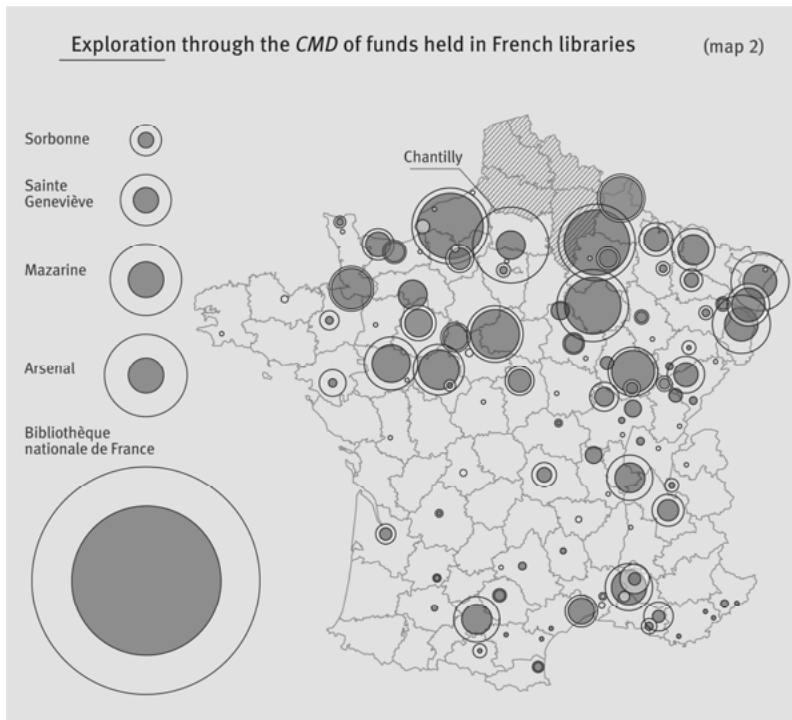 Exploration through the CMD of funds held in French libraries (map 2)
Chantilly
Sorbonne
Sainte
Geneviève
Mazarine
Arsenal
Bibliothèque
nationale de France